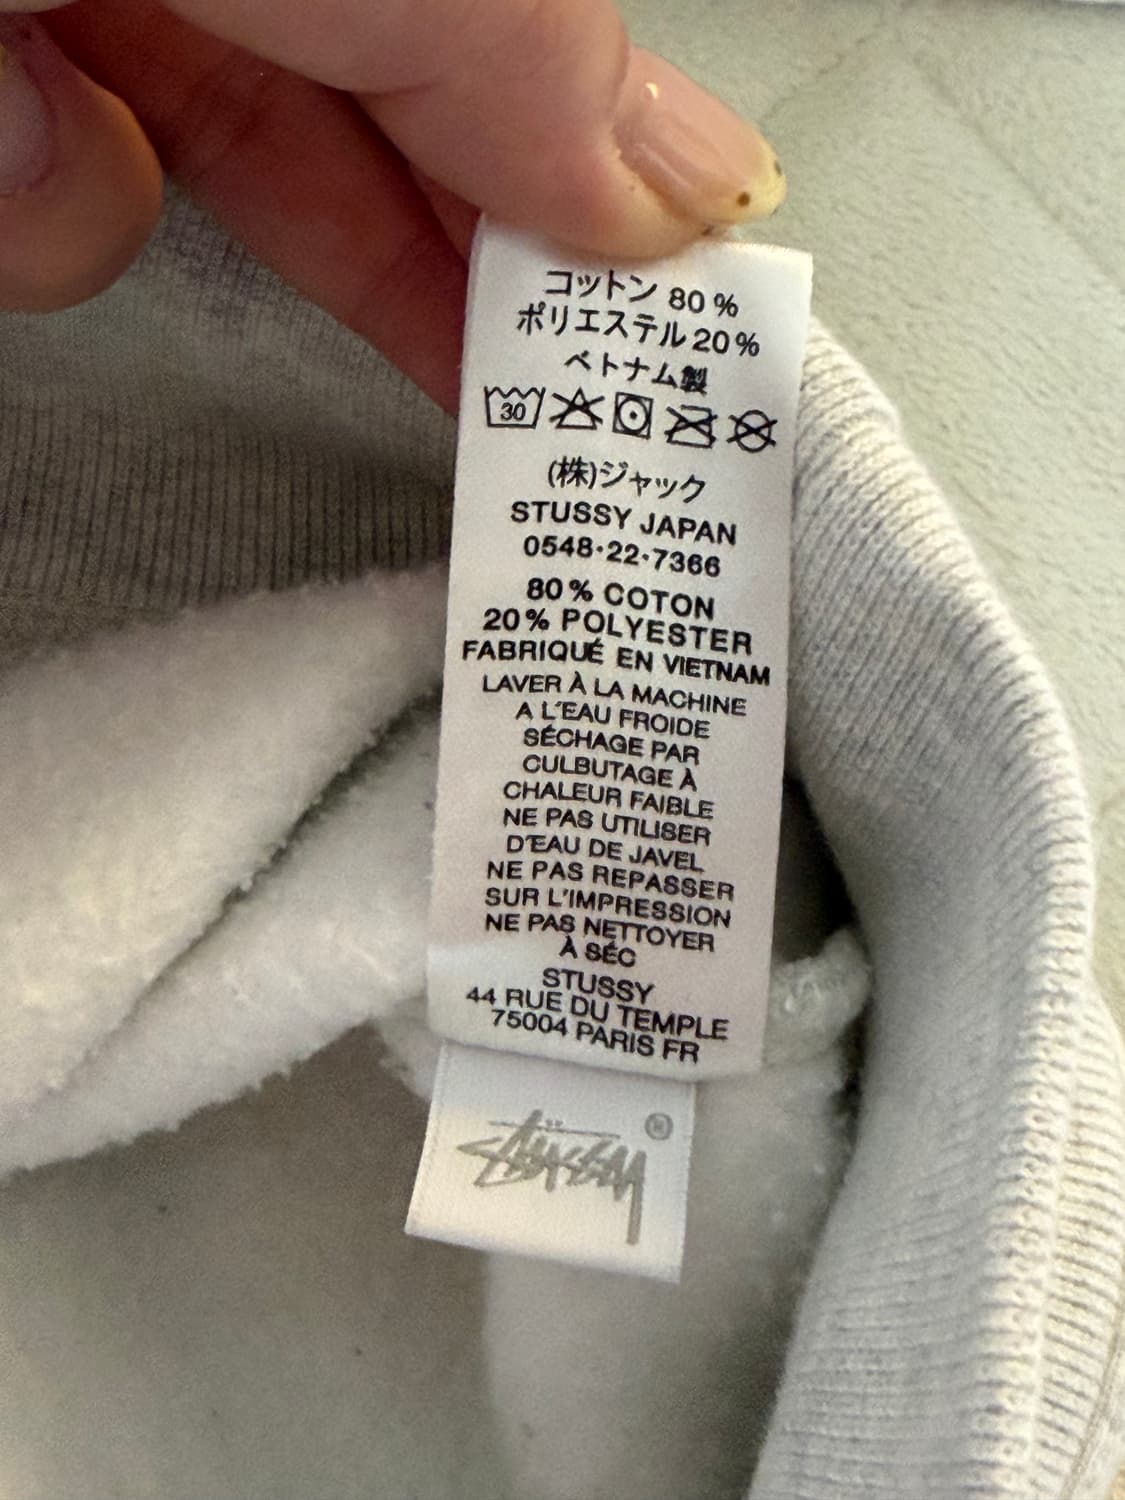 コットン 80%
ポリエステル 20%
ベトナム製
30
(株)ジャック
STUSSY JAPAN
0548·22·7366
80% COTON
20% POLYESTER
FABRIQUÉ EN VIETNAM
LAVER À LA MACHINE
A L'EAU FROIDE
SÉCHAGE PAR
CULBUTAGE À
CHALEUR FAIBLE
NE PAS UTILISER
D'EAU DE JAVEL
NE PAS REPASSER
SUR L'IMPRESSION
NE PAS NETTOYER
À SÉC
STUSSY
44 RUE DU TEMPLE
75004 PARIS FR
Stüssy ®